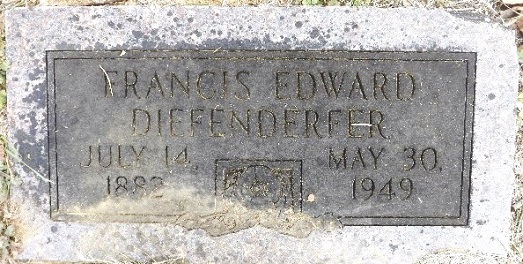 FRANCIS EDWARD
DIEFENDERFER
JULY 14, MAY 30,
1882 1949